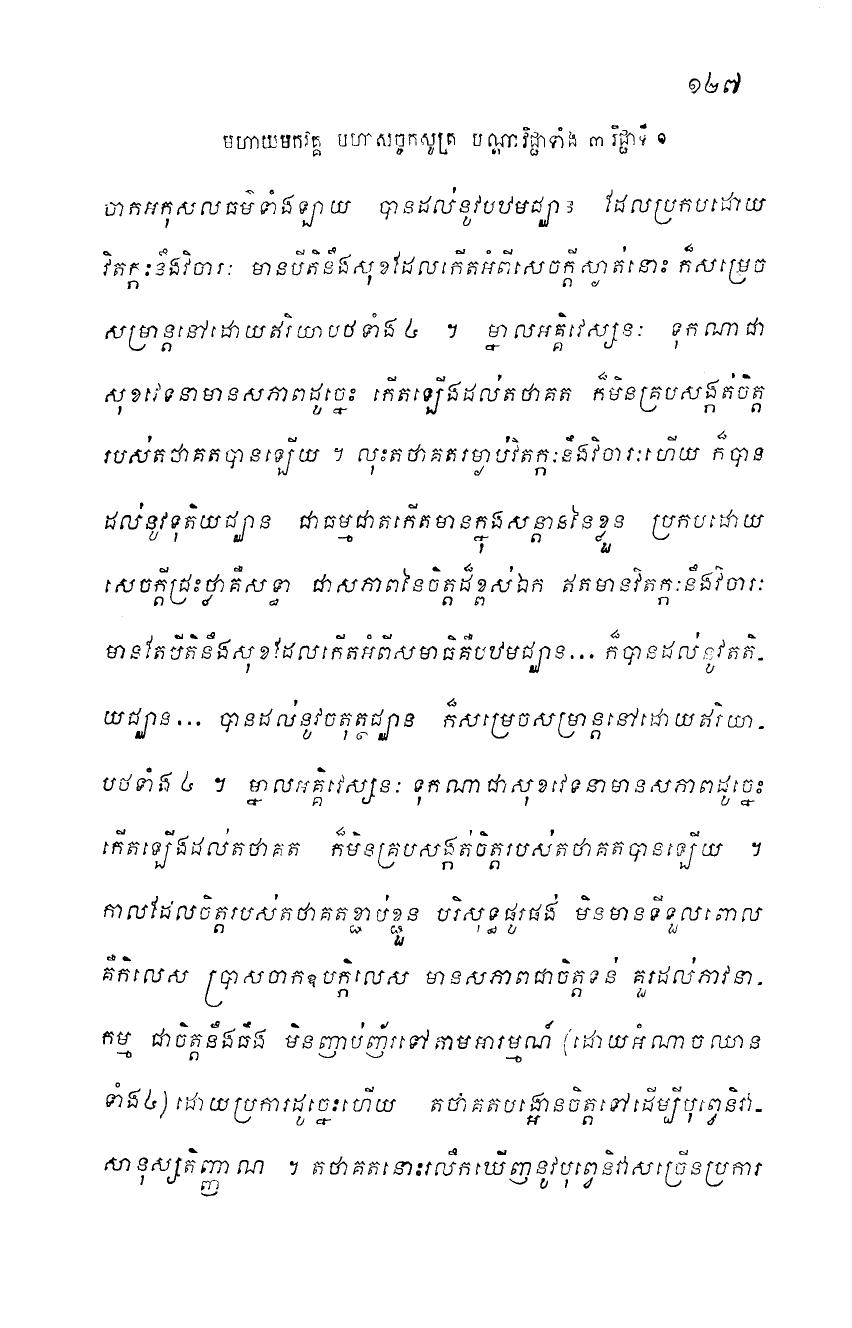 ១២៧
មហាយមកវគ្គ មហាសច្ចកសូត្រ បណ្តាវិជ្ជាទាំង ៣ វិជ្ជាទី ១
ចាកអកុសលធម៌ទាំងឡាយ បានដល់នូវបឋមជ្ឈាន ដែលប្រកបដោយ
វិតក្កៈនឹងវិចារៈ មានបីតិនឹងសុខដែលកើតអំពីសេចក្តីស្ងាត់នោះ ក៏សម្រេច
សម្រាន្តនៅដោយឥរិយាបថទាំង៤ ។ ម្នាលអគ្គិវេស្សនៈ ទុកណាជា
សុខវេទនាមានសភាពដូច្នេះ កើតឡើងដល់តថាគត ក៏មិនគ្របសង្កត់ចិត្ត
របស់តថាគតបានឡើយ ។ លុះតថាគតរម្ងាប់វិតក្កៈនឹងវិចារៈហើយ ក៏បាន
ដល់នូវទុតិយជ្ឈាន ជាធម្មជាតកើតមានក្នុងសន្តាននៃខ្លួន ប្រកបដោយ
សេចក្តីជ្រះថ្លាគឺសទ្ធា ជាសភាពនៃចិត្តដ៏ខ្ពស់ឯក ឥតមានវិតក្កៈនឹងវិចារៈ
មានតែបីតិនឹងសុខដែលកើតអំពីសមាធិគឺបឋមជ្ឈាន... ក៏បានដល់នូវតតិ-
យជ្ឈាន... បានដល់នូវចតុត្ថជ្ឈាន ក៏សម្រេចសម្រាន្តនៅដោយឥរិយា-
បថទាំង ៤ ។ ម្នាលអគ្គិវេស្សនៈ ទុកណាជាសុខវេទនាមានសភាពដូច្នេះ
កើតឡើងដល់តថាគត ក៏មិនគ្របសង្កត់ចិត្តរបស់តថាគតបានឡើយ ។
កាលដែលចិត្តរបស់តថាគតខ្ជាប់ខ្ជួន បរិសុទ្ធផូរផង់ មិនមានទីទួលពោល
គឺកិលេស ប្រាសចាកឧបក្កិលេស មានសភាពជាចិត្តទន់ គួរដល់ភាវនា-
កម្ម ជាចិត្តនឹងធឹង មិនញាប់ញ័រទៅតាមអារម្មណ៍ (ដោយអំណាចឈាន
ទាំង៤) ដោយប្រការដូច្នេះហើយ តថាគតបង្អោនចិត្តទៅដើម្បីបុព្វេនិវា-
សានុស្សតិញ្ញាណ ។ តថាគតនោះរលឹកឃើញនូវបុព្វេនិវាសច្រើនប្រការ